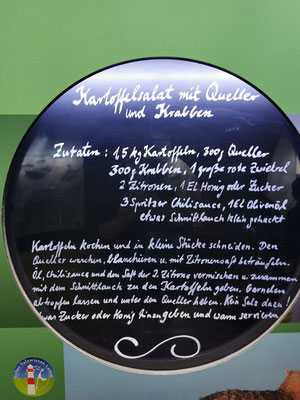 Kartoffelsalat mit Queller
und Krabben
Zutaten: 1,5 kg Kartoffeln, 300g Queller
300g Krabben, 1 große rote Zwiebel
2 Zitronen, 1 El Honig oder Zucker
3 Spritzer Chilisauce, 1 EL Olivenöl
etwas Schnittlauch klein gehackt
Kartoffeln kochen und in kleine Stücke schneiden. Den
Queller waschen, blanchieren u. mit Zitronensaft beträufeln.
Öl, Chilisauce und den Saft der 2. Zitrone vermischen u. zusammen
mit dem Schnittlauch zu den Kartoffeln geben. Garnelen
abtropfen lassen und unter den Queller heben. Kein Salz dazu!
etwas Zucker oder Honig hinzugeben und warm servieren